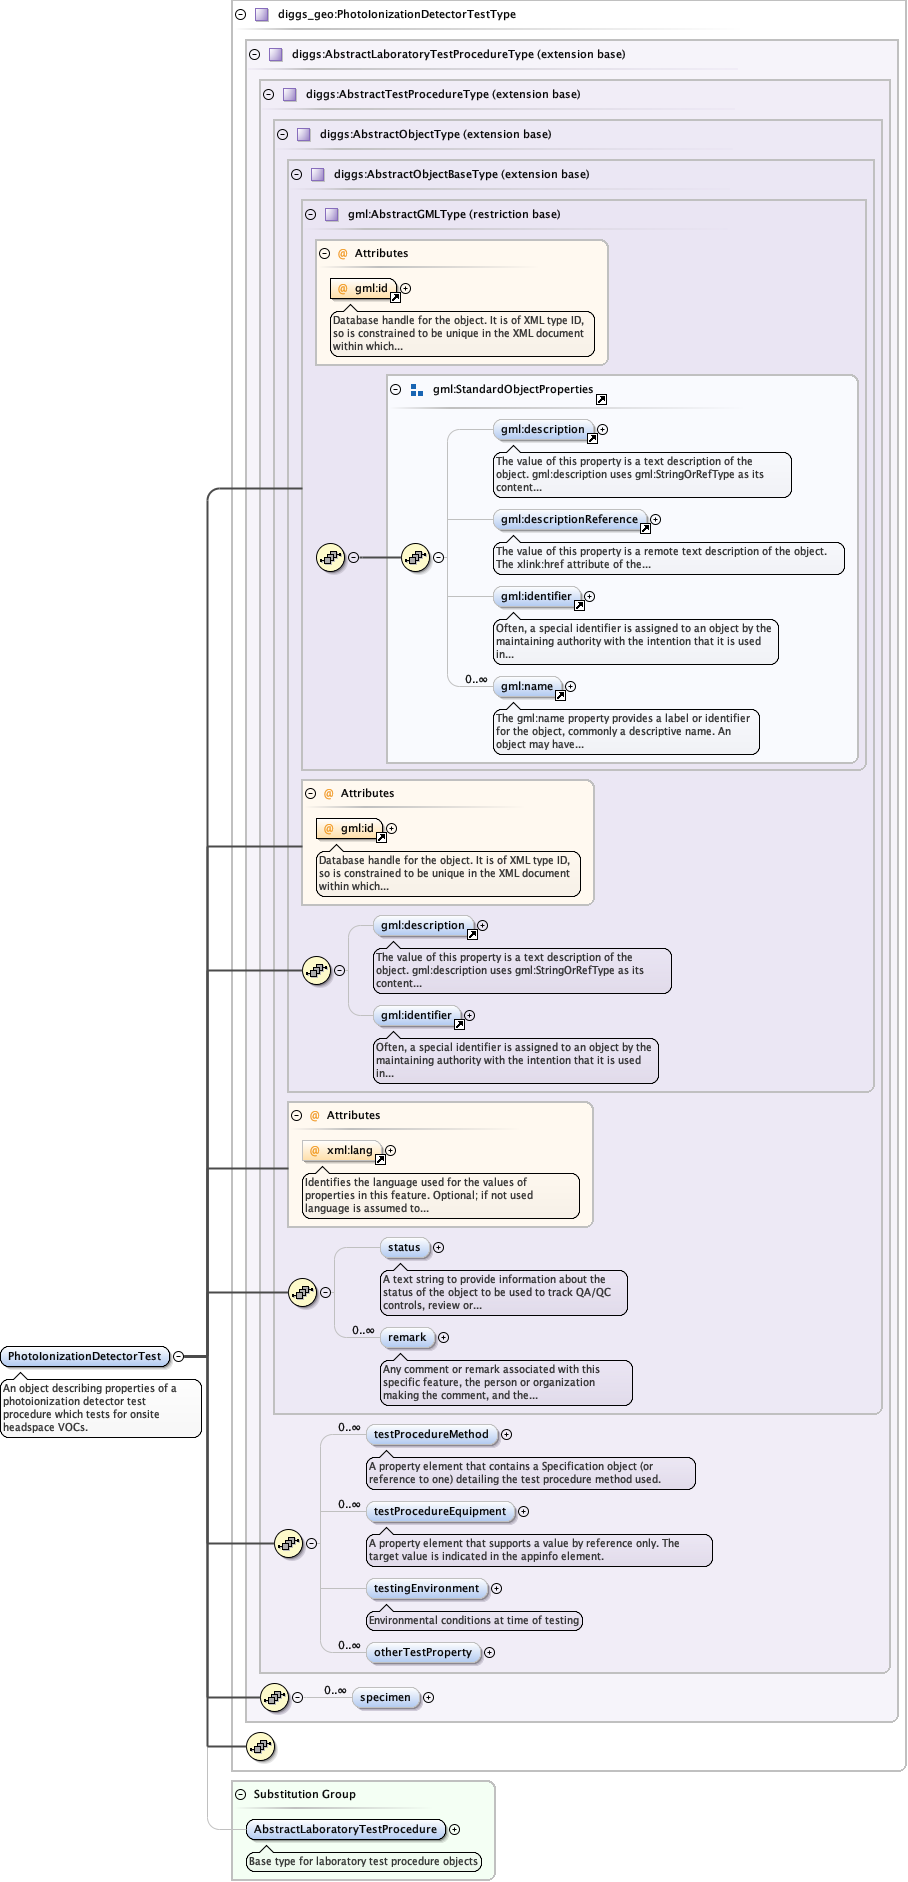 diggs_geo:PhotoIonizationDetectorTestType
diggs:AbstractLaboratoryTestProcedureType (extension base)
diggs:AbstractTestProcedureType (extension base)
diggs:AbstractObjectType (extension base)
diggs:AbstractObjectBaseType (extension base)
gml:AbstractGMLType (restriction base)
@ Attributes
@ gml:id
Database handle for the object. It is of XML type ID,
so is constrained to be unique in the XML document
within which...
gml:StandardObjectProperties
gml:description
The value of this property is a text description of the
object. gml:description uses gml:StringOrRefType as its
content...
gml:descriptionReference
The value of this property is a remote text description of the object.
The xlink:href attribute of the...
gml:identifier
Often, a special identifier is assigned to an object by the
maintaining authority with the intention that it is used
in...
0..∞
gml:name
The gml:name property provides a label or identifier
for the object, commonly a descriptive name. An
object may have...
@ Attributes
@ gml:id
Database handle for the object. It is of XML type ID,
so is constrained to be unique in the XML document
within which...
gml:description
The value of this property is a text description of the
object. gml:description uses gml:StringOrRefType as its
content...
gml:identifier
Often, a special identifier is assigned to an object by the
maintaining authority with the intention that it is used
in...
@ Attributes
@ xml:lang
Identifies the language used for the values of
properties in this feature. Optional; if not used
language is assumed to...
status
A text string to provide information about the
status of the object to be used to track QA/QC
controls, review or...
0..∞
remark
Any comment or remark associated with this
specific feature, the person or organization
making the comment, and the...
PhotoIonizationDetectorTest
An object describing properties of a
photoionization detector test
procedure which tests for onsite
headspace VOCs.
0..∞
testProcedureMethod
A property element that contains a Specification object (or
reference to one) detailing the test procedure method used.
0..∞
testProcedureEquipment
A property element that supports a value by reference only. The
target value is indicated in the appinfo element.
testingEnvironment
Environmental conditions at time of testing
0..∞
otherTestProperty
0..∞
specimen
Substitution Group
AbstractLaboratoryTestProcedure
Base type for laboratory test procedure objects